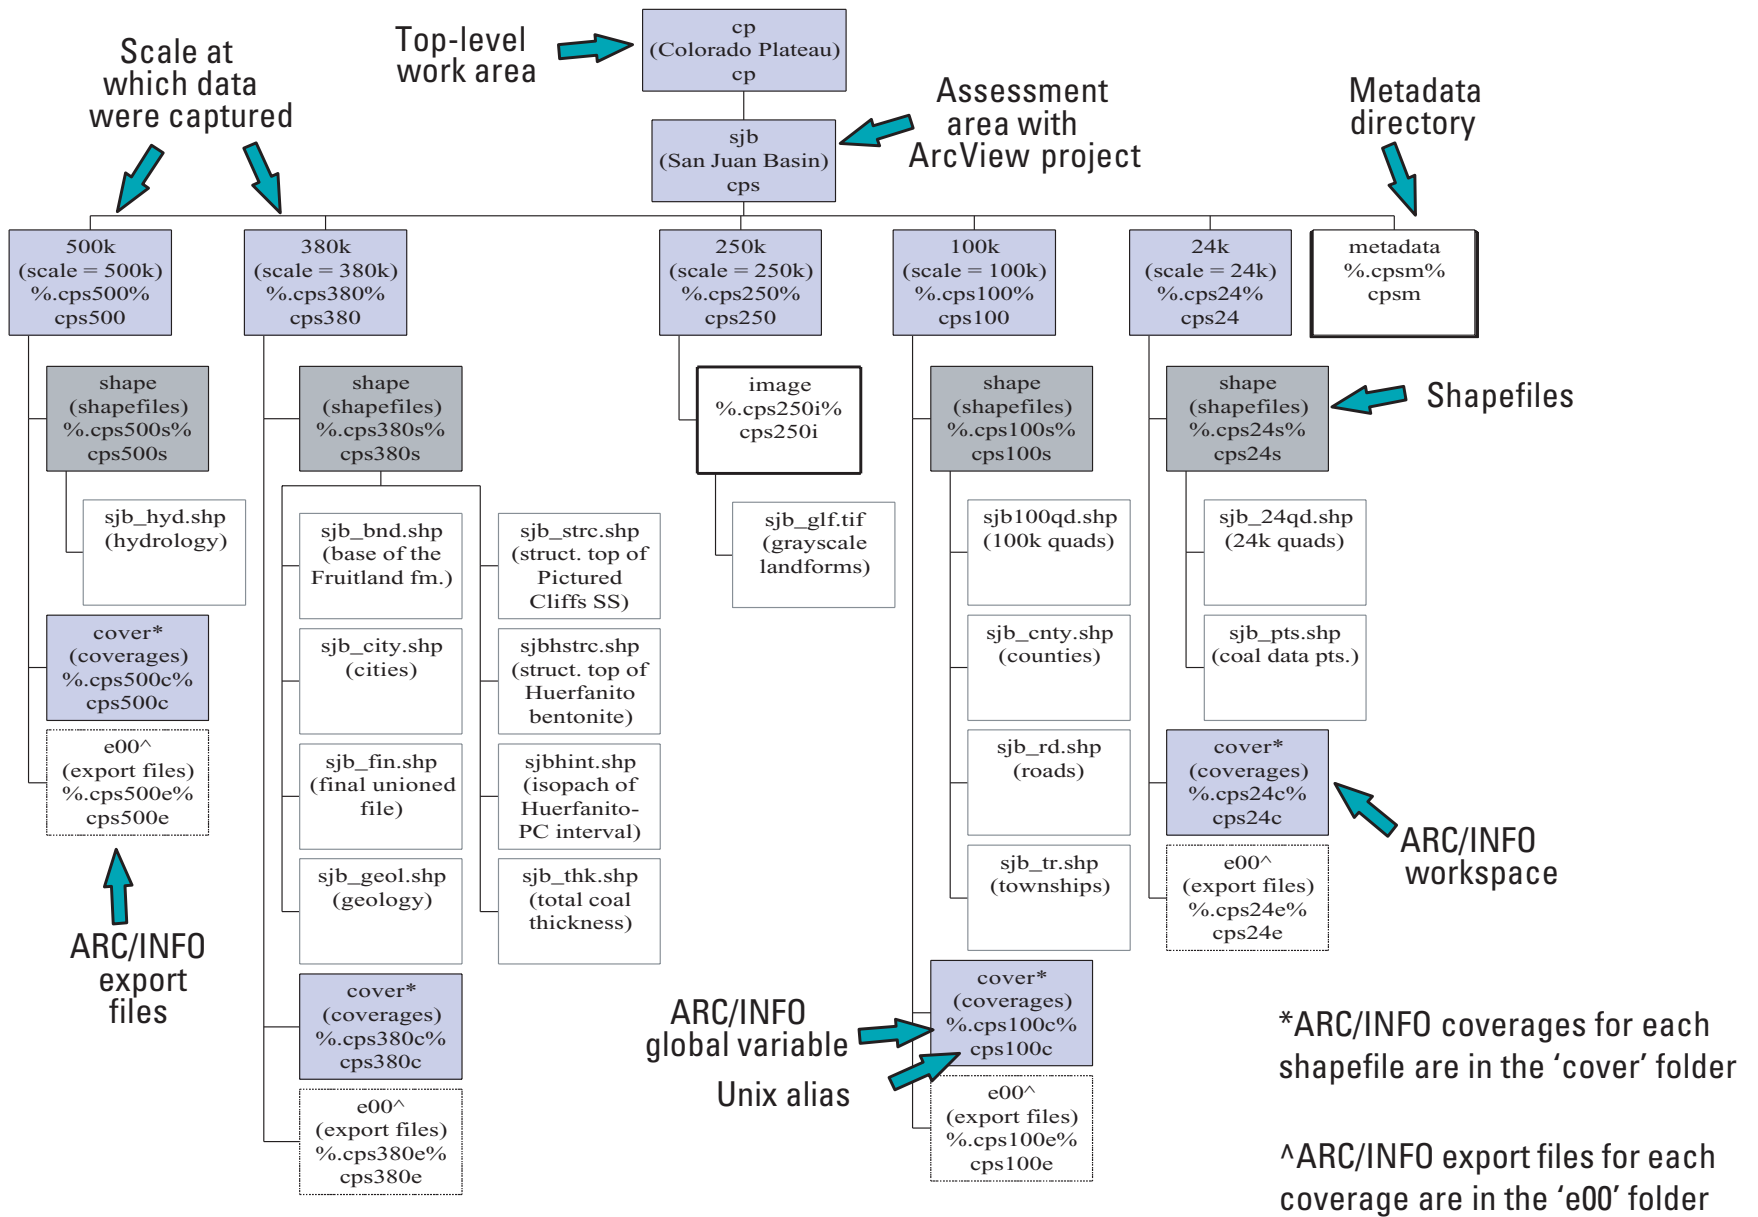 Scale at
which data
were captured
Top-level
work area
cp
(Colorado Plateau)
cp
Assessment
area with
ArcView project
sjb
(San Juan Basin)
cps
Metadata
directory
500k
(scale = 500k)
%.cps500%
cps500
380k
(scale = 380k)
%.cps380%
cps380
250k
(scale = 250k)
%.cps250%
cps250
100k
(scale = 100k)
%.cps100%
cps100
24k
(scale = 24k)
%.cps24%
cps24
metadata
%.cpsm%
cpsm
shape
(shapefiles)
%.cps500s%
cps500s
sjb_hyd.shp
(hydrology)
cover*
(coverages)
%.cps500c%
cps500c
e00^
(export files)
%.cps500e%
cps500e
ARC/INFO
export
files
shape
(shapefiles)
%.cps380s%
cps380s
sjb_bnd.shp
(base of the
Fruitland fm.)
sjb_city.shp
(cities)
sjb_fin.shp
(final unioned
file)
sjb_geol.shp
(geology)
sjb_strc.shp
(struct. top of
Pictured
Cliffs SS)
sjbhstrc.shp
(struct. top of
Huerfanito
bentonite)
sjbhint.shp
(isopach of
Huerfanito-
PC interval)
sjb_thk.shp
(total coal
thickness)
cover*
(coverages)
%.cps380c%
cps380c
e00^
(export files)
%.cps380e%
cps380e
image
%.cps250i%
cps250i
sjb_glf.tif
(grayscale
landforms)
shape
(shapefiles)
%.cps100s%
cps100s
sjb100qd.shp
(100k quads)
sjb_cnty.shp
(counties)
sjb_rd.shp
(roads)
sjb_tr.shp
(townships)
cover*
(coverages)
%.cps100c%
cps100c
e00^
(export files)
%.cps100e%
cps100e
ARC/INFO
global variable
Unix alias
shape
(shapefiles)
%.cps24s%
cps24s
Shapefiles
sjb_24qd.shp
(24k quads)
sjb_pts.shp
(coal data pts.)
cover*
(coverages)
%.cps24c%
cps24c
e00^
(export files)
%.cps24e%
cps24e
ARC/INFO
workspace
*ARC/INFO coverages for each
shapefile are in the ‘cover’ folder
^ARC/INFO export files for each
coverage are in the ‘e00’ folder